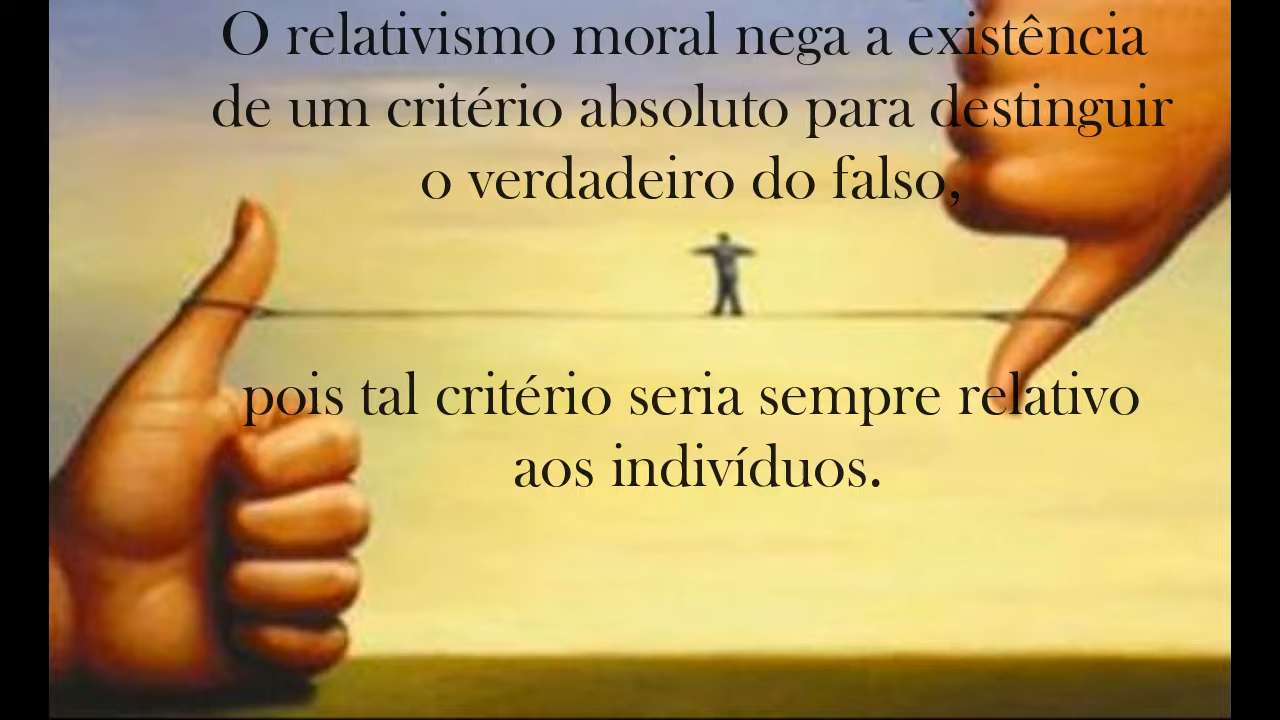 O relativismo moral nega a existência
de um critério absoluto para destinguir
o verdadeiro do falso,
pois tal critério seria sempre relativo
aos indivíduos.